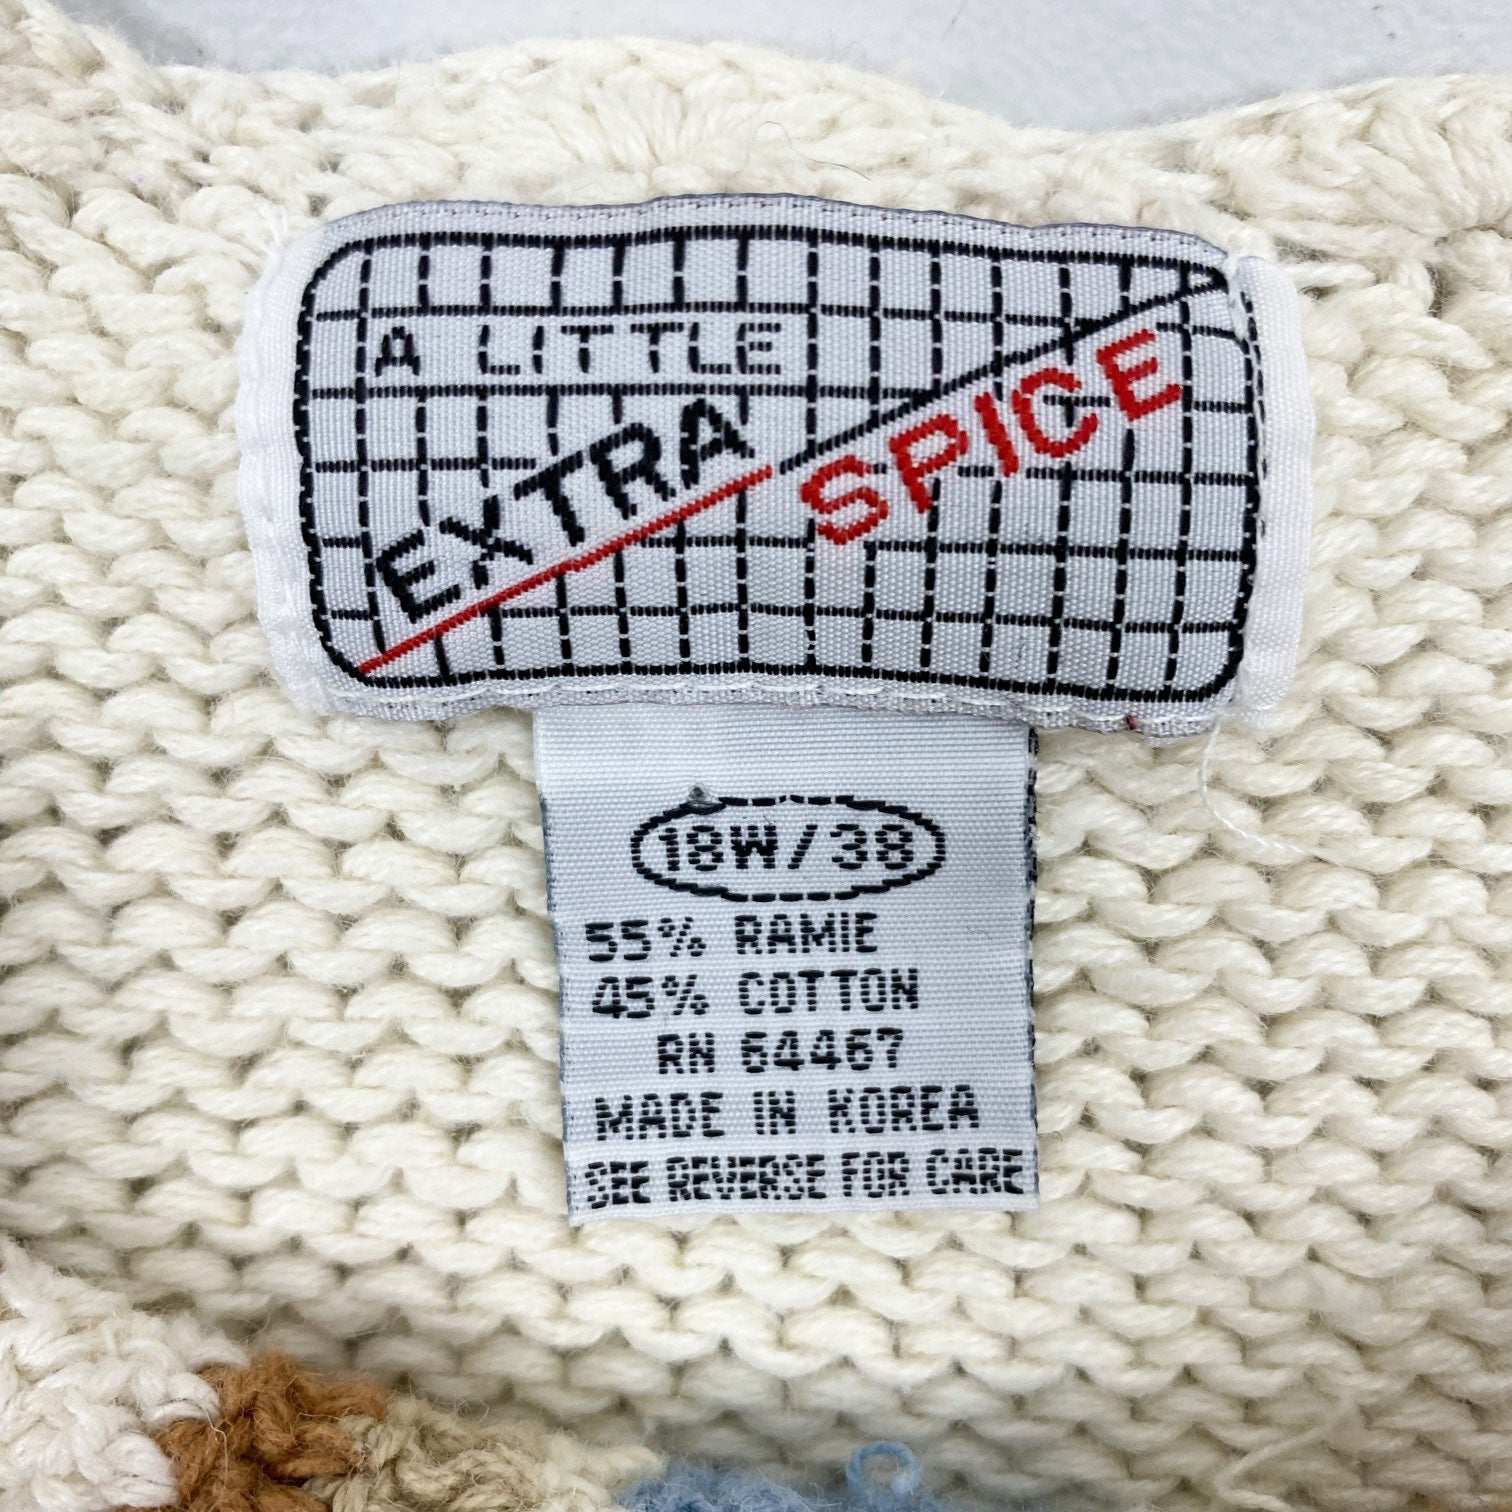 A LITTLE
EXTRA
SPICE
18W/38
55% RAMIE
45% COTTON
RN 64467
MADE IN KOREA
SEE REVERSE FOR CARE